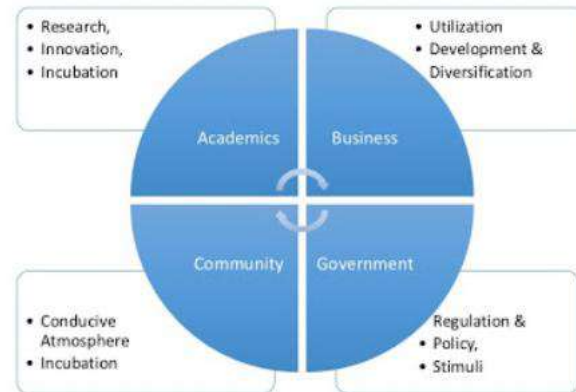 • Research,
• Innovation,
• Incubation
• Utilization
• Development &
Diversification
Academics
Business
Community
Government
• Conducive
Atmosphere
• Incubation
Regulation &
• Policy,
• Stimuli